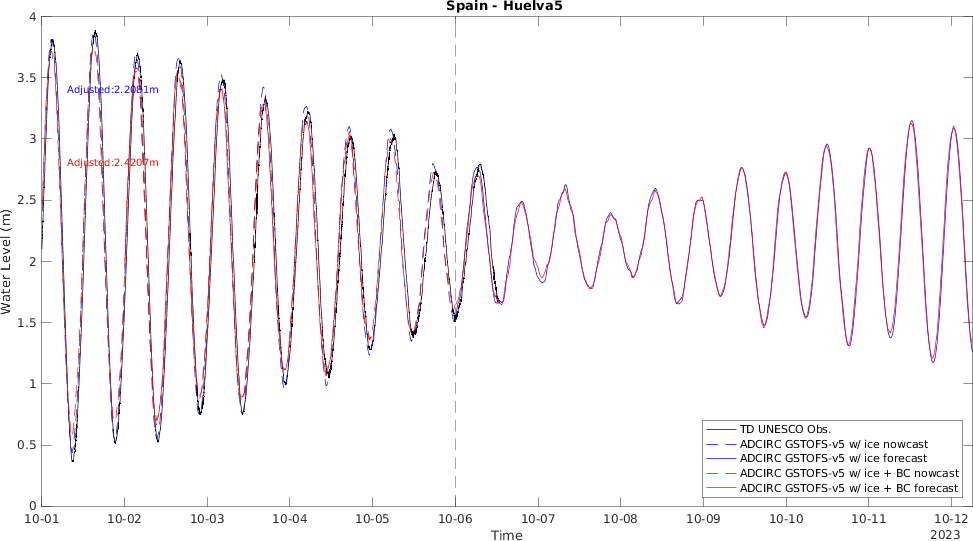 Spain - Huelva5
4
3.5
3
2.5
2
1.5
1
0.5
0
Water Level (m)
Adjusted:2.2051m
Adjusted:2.4207m
TD UNESCO Obs.
ADCIRC GSTOFS-v5 w/ ice nowcast
ADCIRC GSTOFS-v5 w/ ice forecast
ADCIRC GSTOFS-v5 w/ ice + BC nowcast
ADCIRC GSTOFS-v5 w/ ice + BC forecast
10-01 10-02 10-03 10-04 10-05 10-06 10-07 10-08 10-09 10-10 10-11 10-12
Time
2023